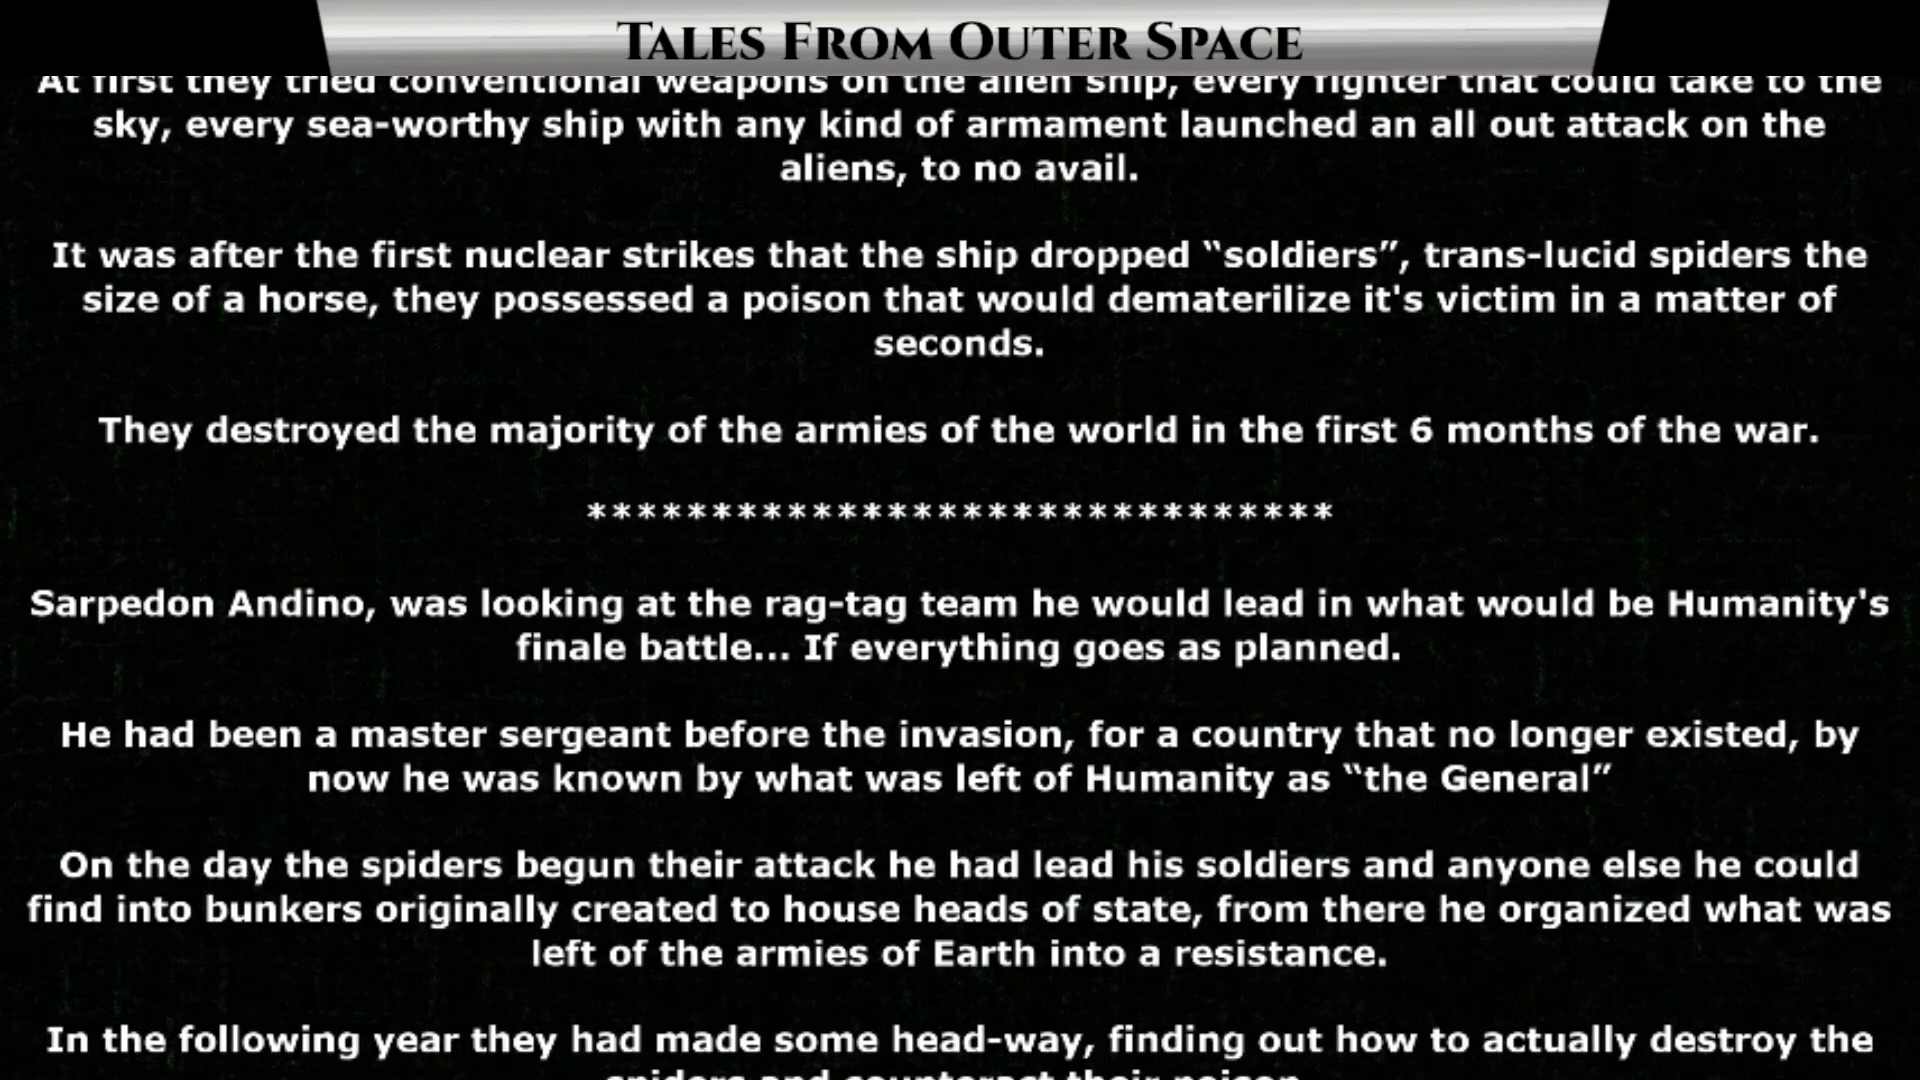 Tales From Outer Space
At first they tried conventional weapons on the alien ship, every fighter that could take to the
sky, every sea-worthy ship with any kind of armament launched an all out attack on the
aliens, to no avail.
It was after the first nuclear strikes that the ship dropped “soldiers”, trans-lucid spiders the
size of a horse, they possessed a poison that would dematerilize it's victim in a matter of
seconds.
They destroyed the majority of the armies of the world in the first 6 months of the war.
******************************
Sarpedon Andino, was looking at the rag-tag team he would lead in what would be Humanity's
finale battle... If everything goes as planned.
He had been a master sergeant before the invasion, for a country that no longer existed, by
now he was known by what was left of Humanity as “the General”
On the day the spiders begun their attack he had lead his soldiers and anyone else he could
find into bunkers originally created to house heads of state, from there he organized what was
left of the armies of Earth into a resistance.
In the following year they had made some head-way, finding out how to actually destroy the
spiders and counteract their poison